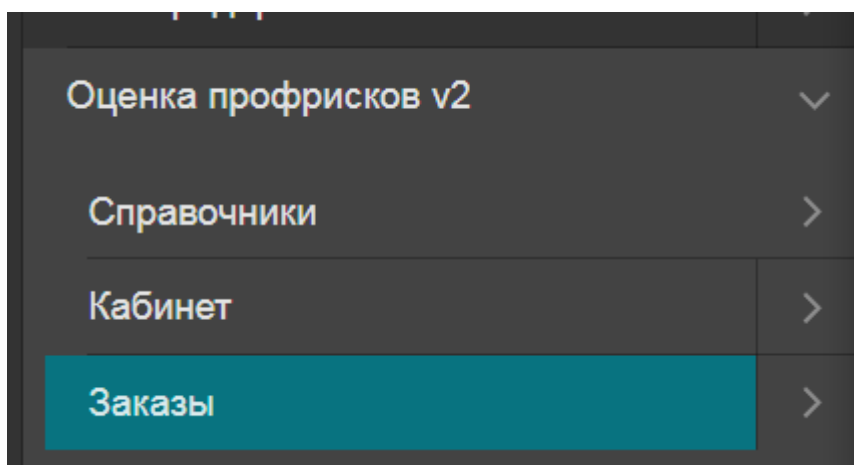 Оценка профрисков v2
Справочники
Кабинет
Заказы